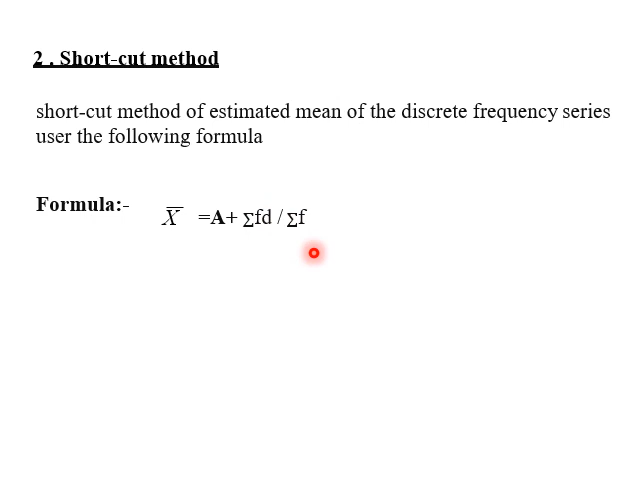 2 . Short-cut method
short-cut method of estimated mean of the discrete frequency series
user the following formula
Formula:- X̅ =A+ Σfd / Σf